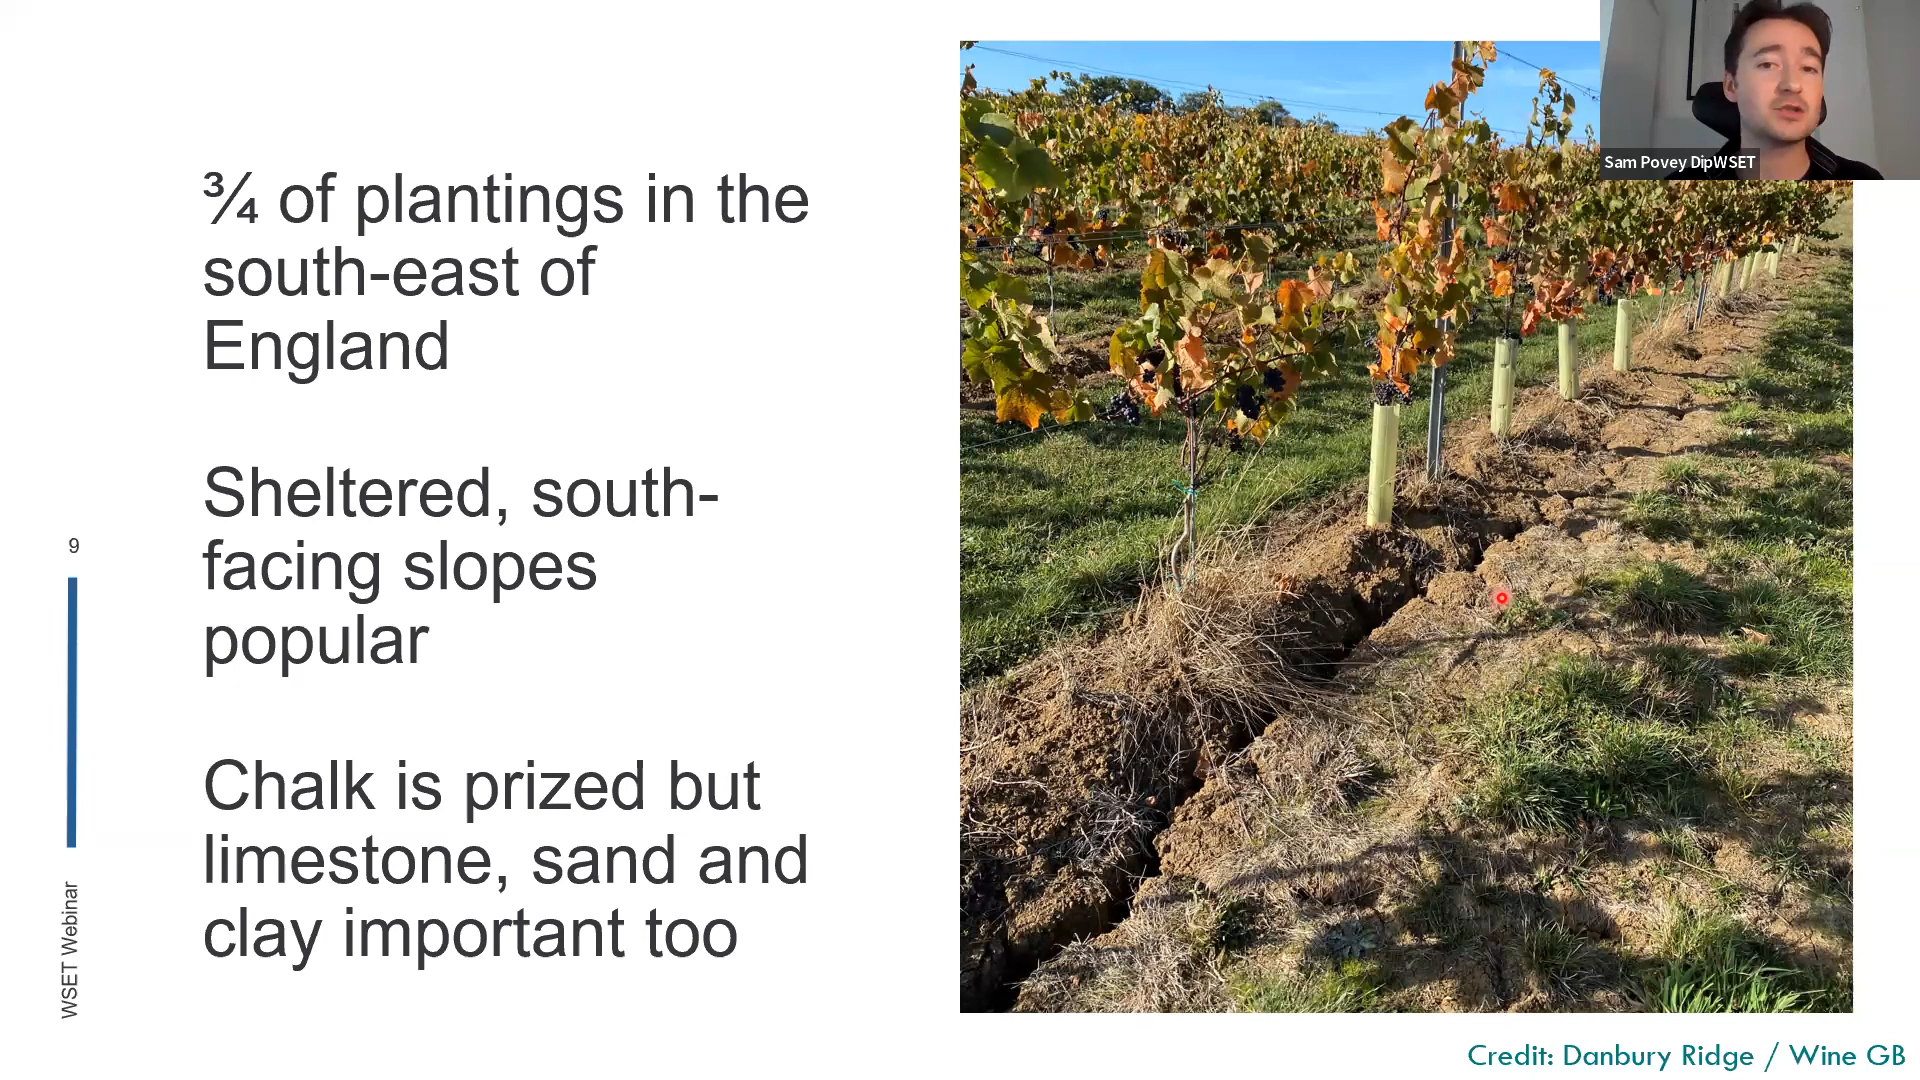 ¾ of plantings in the
south-east of
England
Sheltered, south-
facing slopes
popular
Chalk is prized but
limestone, sand and
clay important too
9
WSET Webinar
Sam Povey DipWSET
Credit: Danbury Ridge / Wine GB